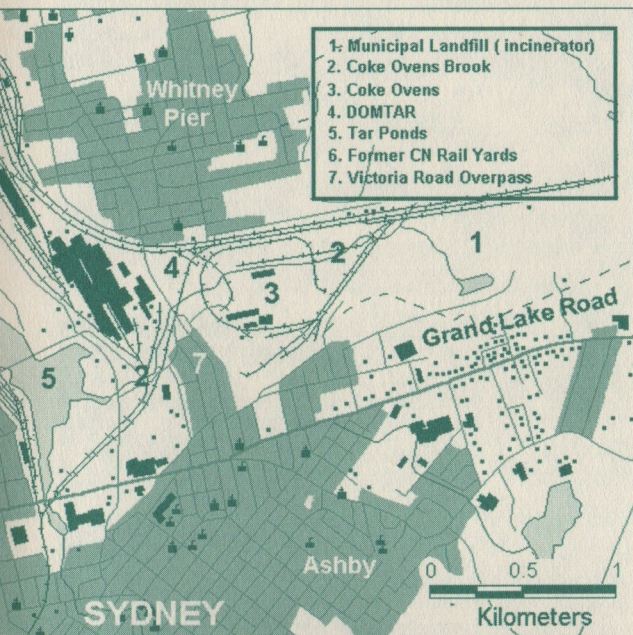 1. Municipal Landfill ( incinerator)
2. Coke Ovens Brook
3. Coke Ovens
4. DOMTAR
5. Tar Ponds
6. Former CN Rail Yards
7. Victoria Road Overpass
Whitney
Pier
2
1
4
3
Grand Lake Road
7
5
2
Ashby
0 0.5 1
SYDNEY
Kilometers